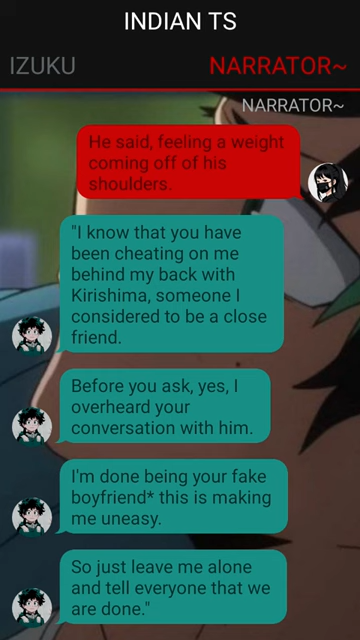 INDIAN TS
IZUKU
NARRATOR~
NARRATOR~
He said, feeling a weight
coming off of his
shoulders.
"I know that you have
been cheating on me
behind my back with
Kirishima, someone I
considered to be a close
friend.
Before you ask, yes, I
overheard your
conversation with him.
I'm done being your fake
boyfriend* this is making
me uneasy.
So just leave me alone
and tell everyone that we
are done."